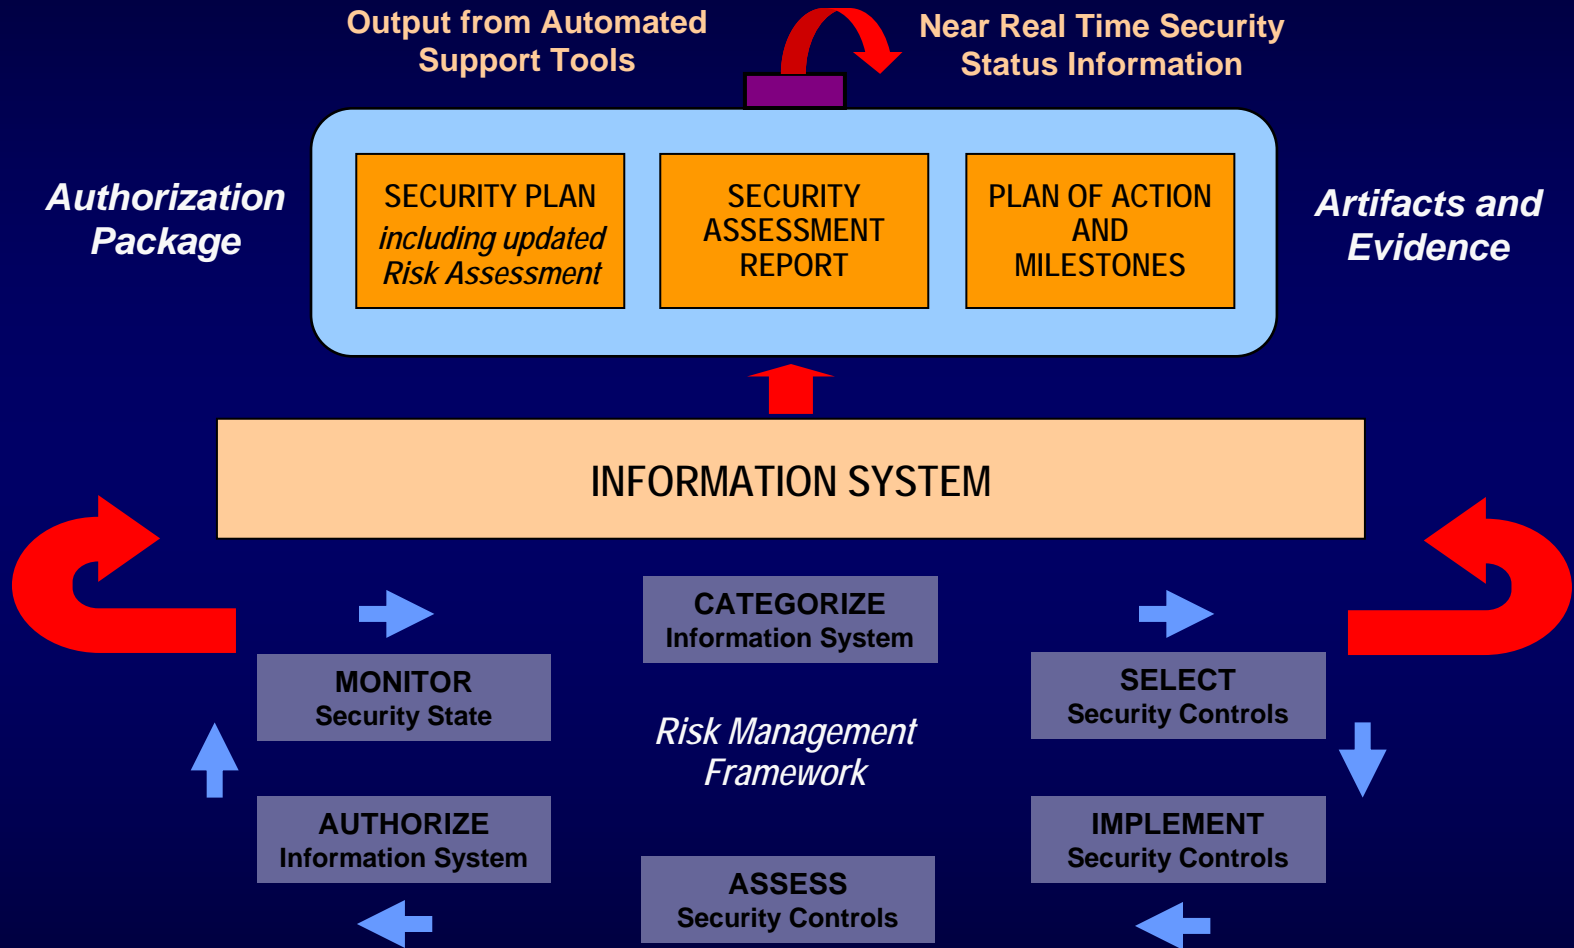 Output from Automated
Support Tools
Near Real Time Security
Status Information
Authorization
Package
SECURITY PLAN
including updated
Risk Assessment
SECURITY
ASSESSMENT
REPORT
PLAN OF ACTION
AND
MILESTONES
Artifacts and
Evidence
INFORMATION SYSTEM
CATEGORIZE
Information System
MONITOR
Security State
SELECT
Security Controls
Risk Management
Framework
AUTHORIZE
Information System
IMPLEMENT
Security Controls
ASSESS
Security Controls